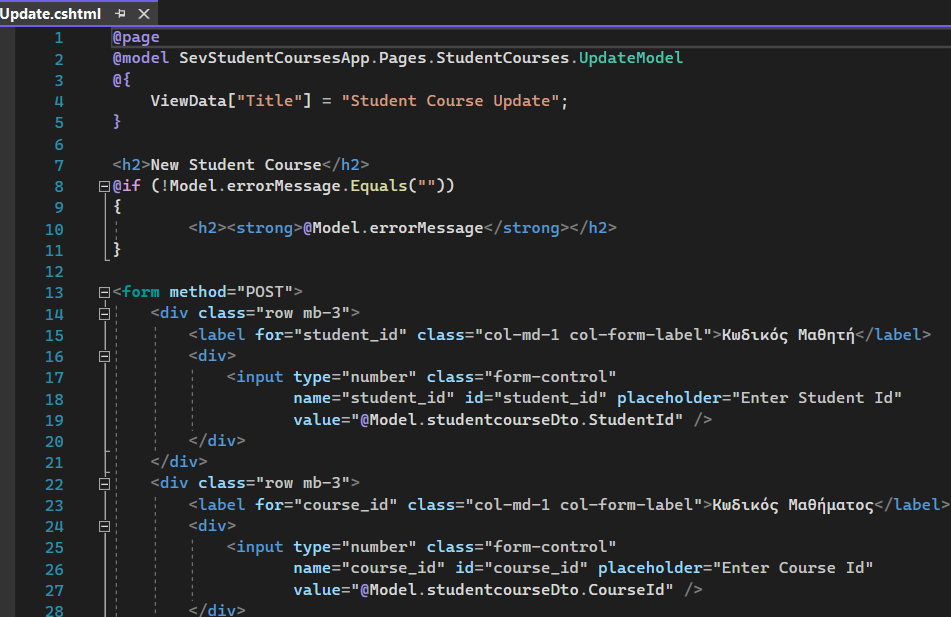 Update.cshtml
1 @page
2 @model SevStudentCoursesApp.Pages.StudentCourses.UpdateModel
3 @{
4 ViewData["Title"] = "Student Course Update";
5 }
6
7 <h2>New Student Course</h2>
8 @if (!Model.errorMessage.Equals(""))
9 {
10 <h2><strong>@Model.errorMessage</strong></h2>
11 }
12
13 <form method="POST">
14 <div class="row mb-3">
15 <label for="student_id" class="col-md-1 col-form-label">Κωδικός Μαθητή</label>
16 <div>
17 <input type="number" class="form-control"
18 name="student_id" id="student_id" placeholder="Enter Student Id"
19 value="@Model.studentcourseDto.StudentId" />
20 </div>
21 </div>
22 <div class="row mb-3">
23 <label for="course_id" class="col-md-1 col-form-label">Κωδικός Μαθήματος</label>
24 <div>
25 <input type="number" class="form-control"
26 name="course_id" id="course_id" placeholder="Enter Course Id"
27 value="@Model.studentcourseDto.CourseId" />
28 </div>